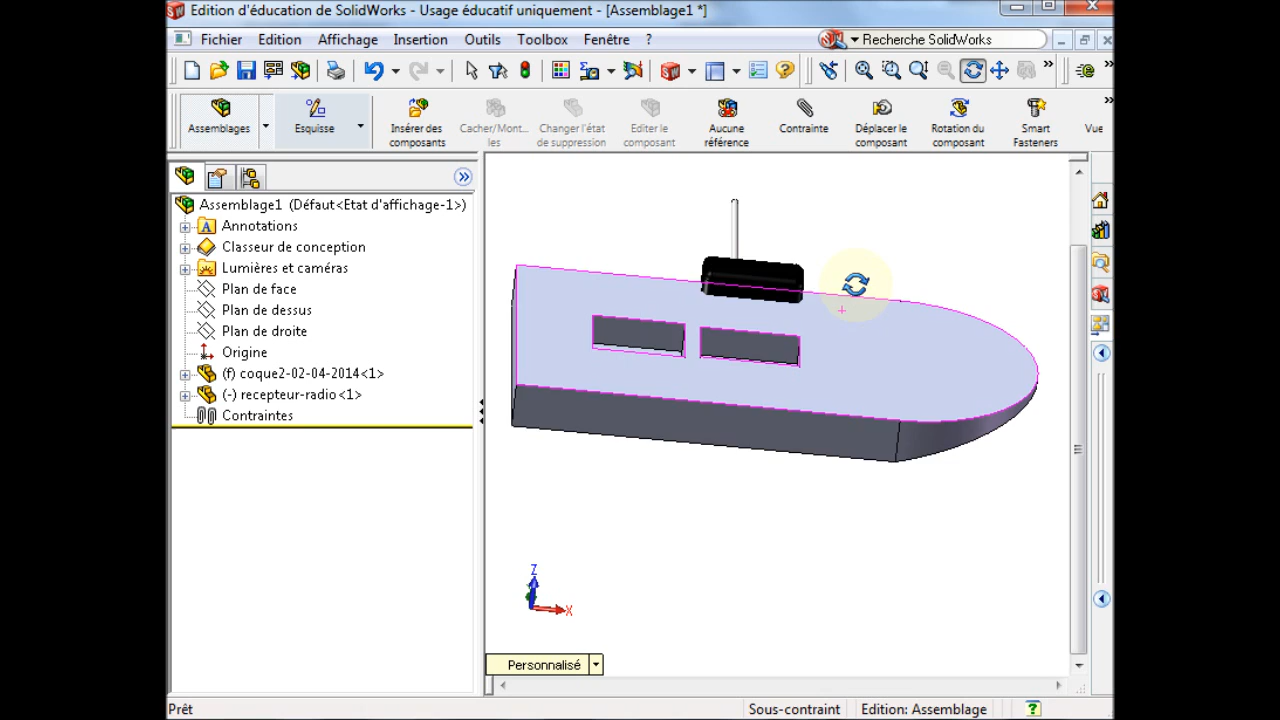 Edition d'éducation de SolidWorks - Usage éducatif uniquement - [Assemblage1 *]
Fichier Edition Affichage Insertion Outils Toolbox Fenêtre ? Recherche SolidWorks
Assemblages Esquisse Insérer des composants Cacher/Mont... les Changer l'état de suppression Editer le composant Aucune référence Contrainte Déplacer le composant Rotation du composant Smart Fasteners Vue
Assemblage1 (Défaut<Etat d'affichage-1>)
Annotations
Classeur de conception
Lumières et caméras
Plan de face
Plan de dessus
Plan de droite
Origine
(f) coque2-02-04-2014<1>
(-) recepteur-radio<1>
Contraintes
Z
X
Personnalisé
Prêt Sous-contraint Edition: Assemblage ?